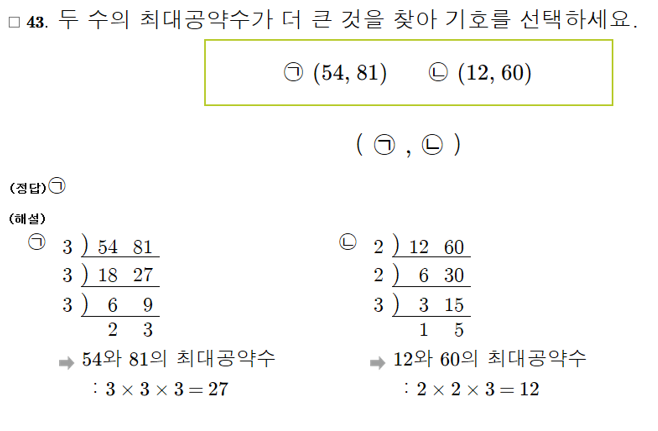 □ 43. 두 수의 최대공약수가 더 큰 것을 찾아 기호를 선택하세요.
㉠ (54, 81) ㉡ (12, 60)
( ㉠ , ㉡ )
(정답)㉠
(해설)
㉠ 3 ) 54 81
3 ) 18 27
3 ) 6 9
2 3
➡ 54와 81의 최대공약수
: 3 × 3 × 3 = 27
㉡ 2 ) 12 60
2 ) 6 30
3 ) 3 15
1 5
➡ 12와 60의 최대공약수
: 2 × 2 × 3 = 12